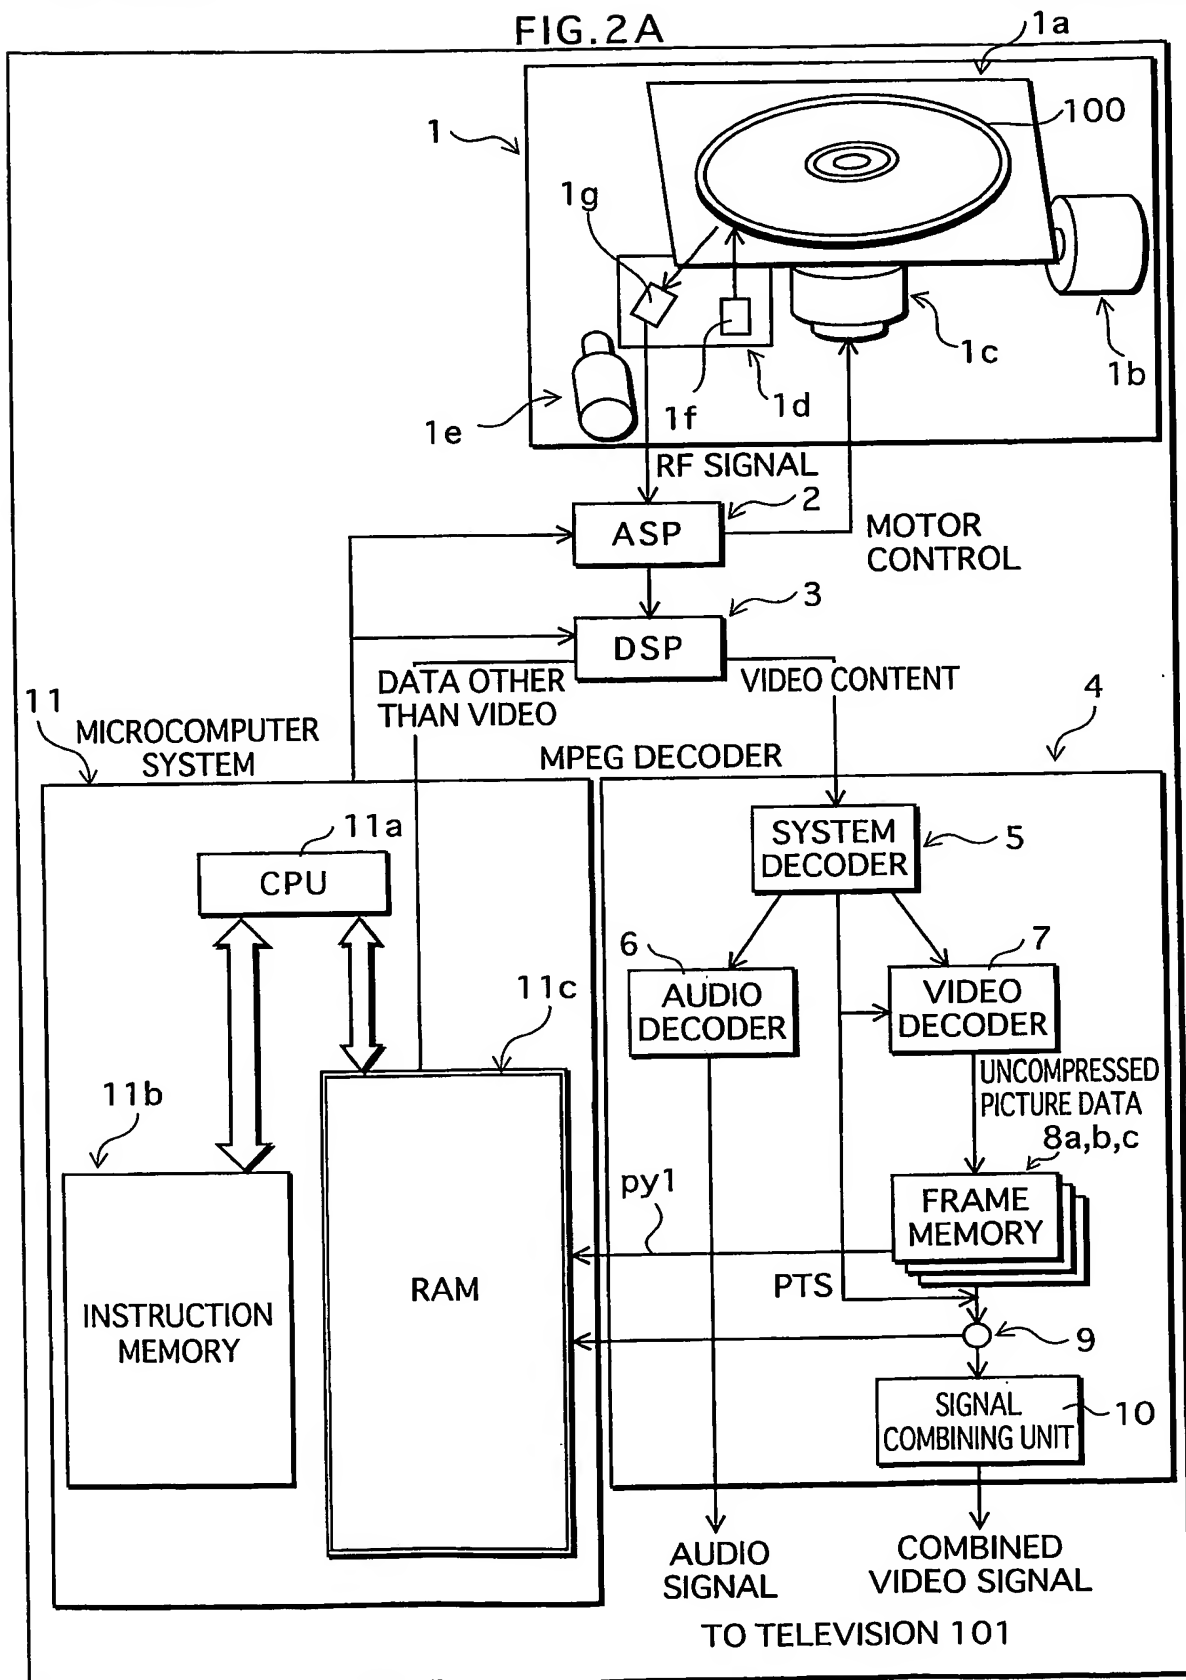 FIG.2A
1a
1
100
1g
1c
1b
1d
1f
1e
RF SIGNAL
2
ASP
MOTOR
CONTROL
3
DSP
DATA OTHER
THAN VIDEO
VIDEO CONTENT
11
MICROCOMPUTER
SYSTEM
MPEG DECODER
4
11a
CPU
SYSTEM
DECODER
5
6
AUDIO
DECODER
7
VIDEO
DECODER
11c
UNCOMPRESSED
PICTURE DATA
8a,b,c
11b
py1
FRAME
MEMORY
RAM
PTS
INSTRUCTION
MEMORY
9
SIGNAL
COMBINING UNIT
10
AUDIO
SIGNAL
COMBINED
VIDEO SIGNAL
TO TELEVISION 101